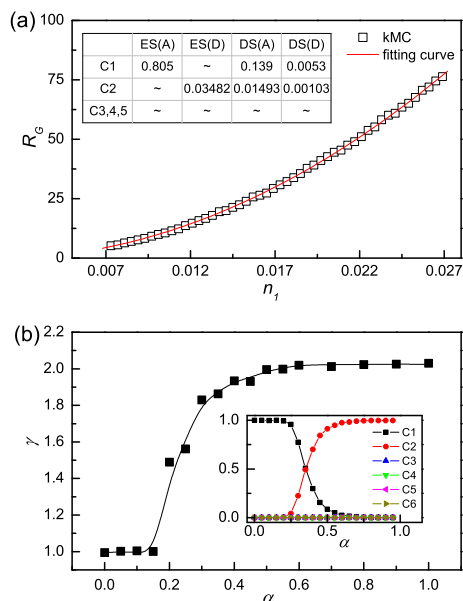 (a)
kMC
fitting curve
ES(A) ES(D) DS(A) DS(D)
C1 0.805 ~ 0.139 0.0053
C2 ~ 0.03482 0.01493 0.00103
C3,4,5 ~ ~ ~ ~
100
75
50
25
0
R_G
0.007 0.012 0.017 0.022 0.027
n_1
(b)
2.2
2.0
1.8
1.6
1.4
1.2
1.0
γ
0.0 0.2 0.4 0.6 0.8 1.0
α
1.0
0.5
0.0
C1
C2
C3
C4
C5
C6
0.0 0.5 1.0
α